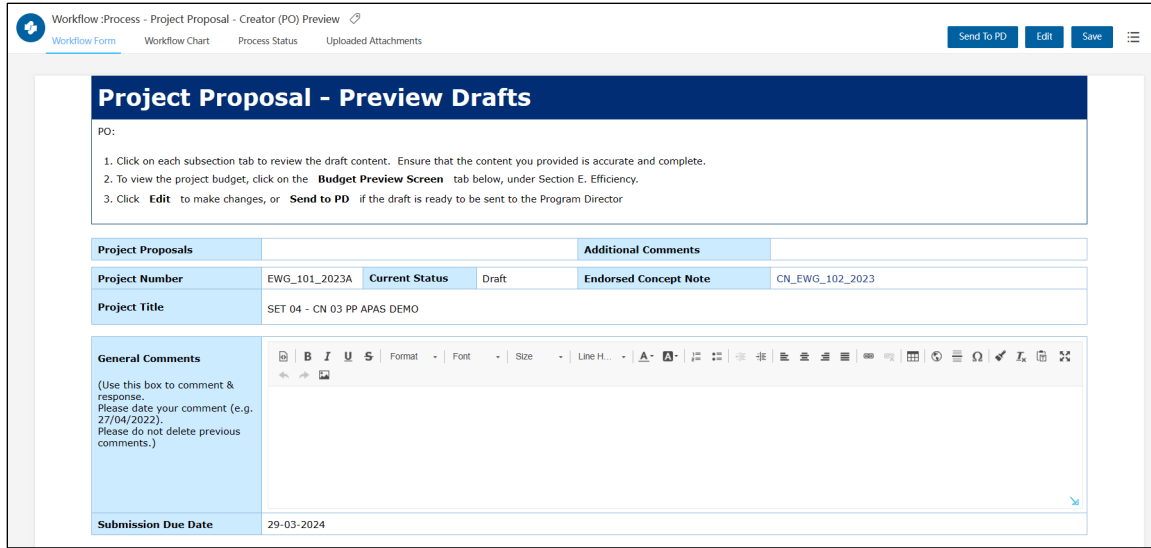 Workflow :Process - Project Proposal - Creator (PO) Preview
Workflow Form Workflow Chart Process Status Uploaded Attachments
Send To PD Edit Save
Project Proposal - Preview Drafts
PO:
1. Click on each subsection tab to review the draft content. Ensure that the content you provided is accurate and complete.
2. To view the project budget, click on the Budget Preview Screen tab below, under Section E. Efficiency.
3. Click Edit to make changes, or Send to PD if the draft is ready to be sent to the Program Director
Project Proposals Additional Comments
Project Number EWG_101_2023A Current Status Draft Endorsed Concept Note CN_EWG_102_2023
Project Title SET 04 - CN 03 PP APAS DEMO
General Comments
B I U S Format Font Size Line H... A A Ω Ix
(Use this box to comment &
response.
Please date your comment (e.g.
27/04/2022).
Please do not delete previous
comments.)
Submission Due Date 29-03-2024